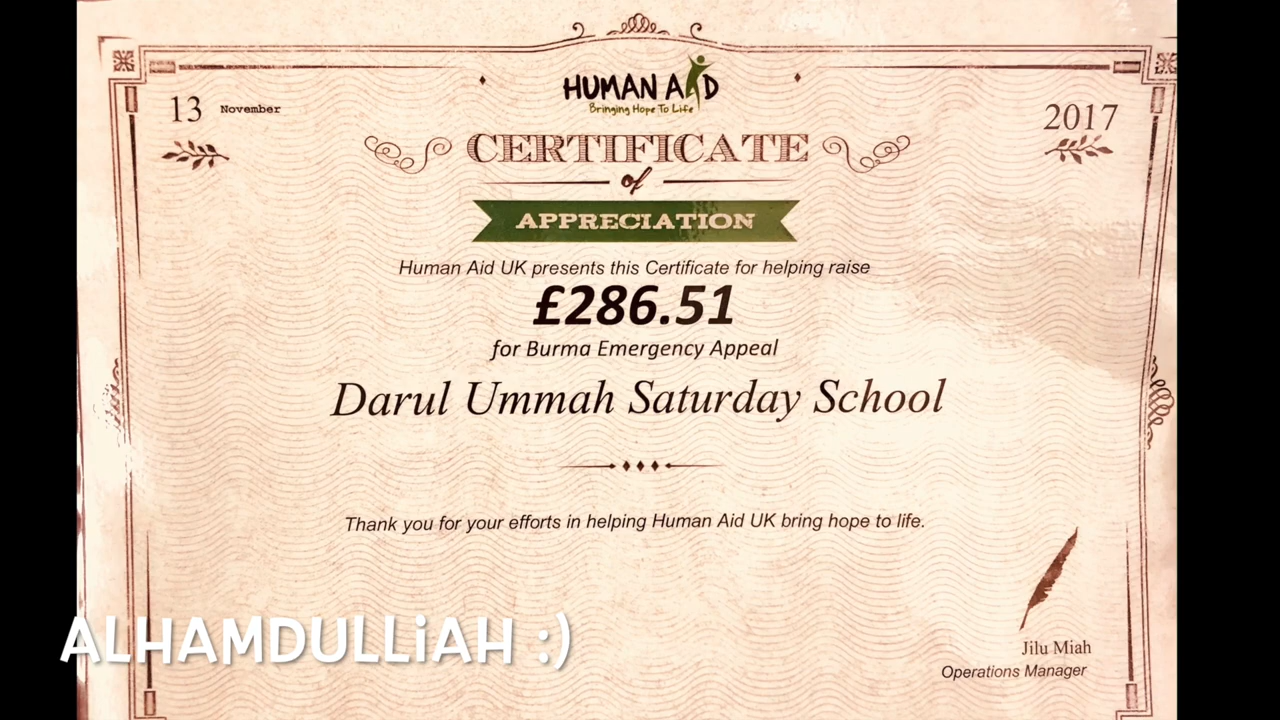 HUMAN AID
Bringing Hope To Life
13 November
2017
CERTIFICATE
of
APPRECIATION
Human Aid UK presents this Certificate for helping raise
£286.51
for Burma Emergency Appeal
Darul Ummah Saturday School
Thank you for your efforts in helping Human Aid UK bring hope to life.
Jilu Miah
Operations Manager
ALHAMDULLiAH :)